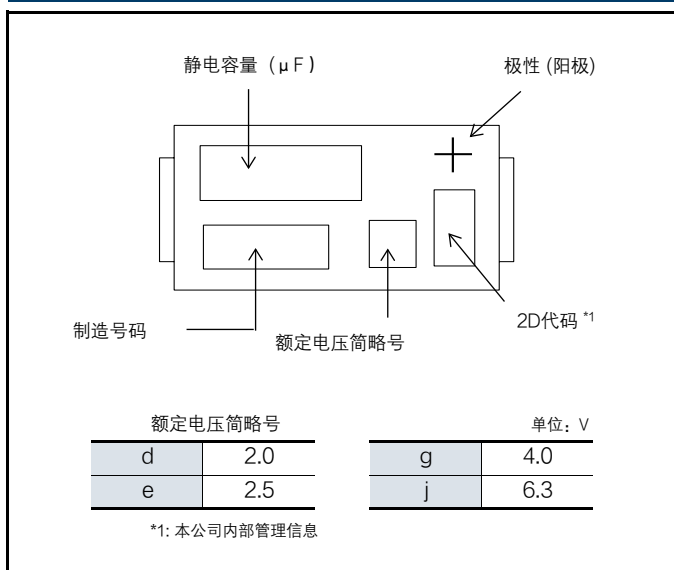 静电容量（μF）
极性 (阳极)
制造号码
额定电压简略号
2D代码 *1
额定电压简略号
单位：V
d 2.0 g 4.0
e 2.5 j 6.3
*1: 本公司内部管理信息